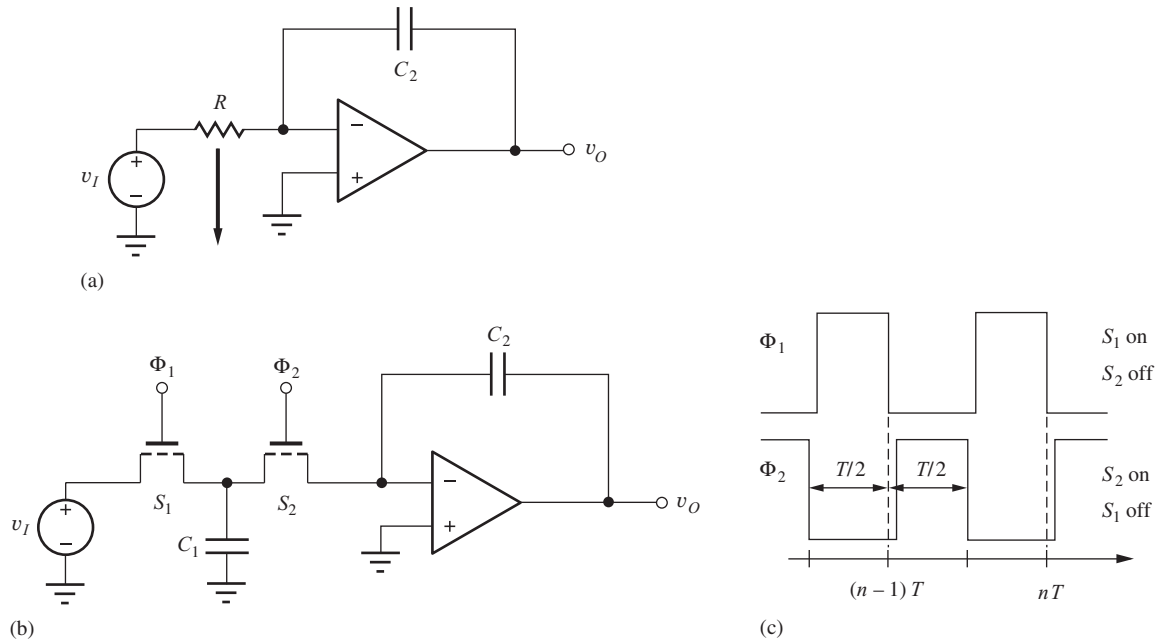 C2
R
−
+
vI
+
−
vO
(a)
Φ1
Φ2
C2
S1
S2
−
+
vI
+
−
C1
vO
(b)
Φ1
S1 on
S2 off
Φ2
T/2
T/2
S2 on
S1 off
(n – 1) T
nT
(c)